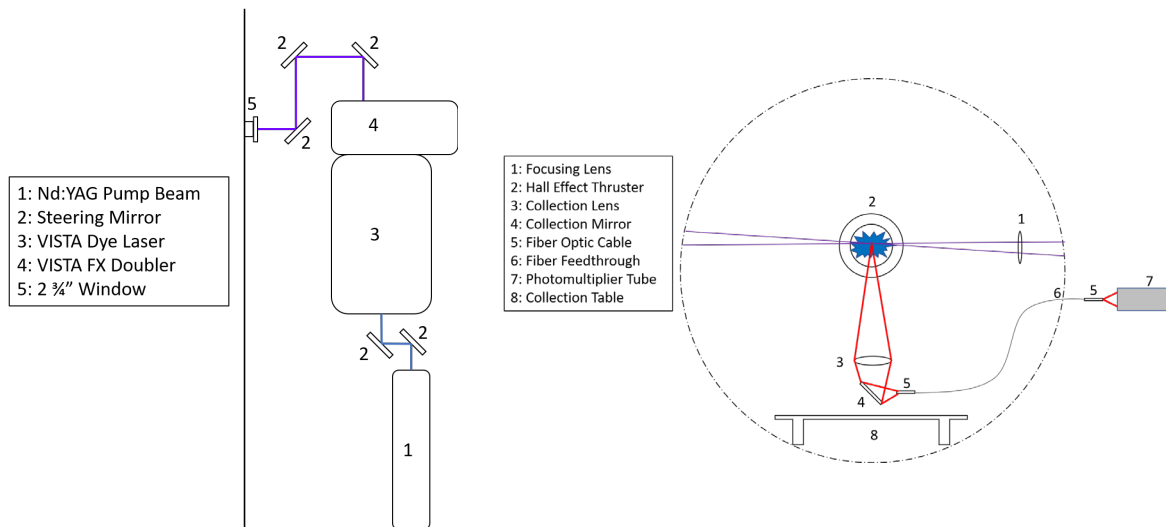 1: Nd:YAG Pump Beam
2: Steering Mirror
3: VISTA Dye Laser
4: VISTA FX Doubler
5: 2 ¾” Window
2
2
5
2
4
3
2
2
1
1: Focusing Lens
2: Hall Effect Thruster
3: Collection Lens
4: Collection Mirror
5: Fiber Optic Cable
6: Fiber Feedthrough
7: Photomultiplier Tube
8: Collection Table
2
1
7
6
5
3
5
4
8